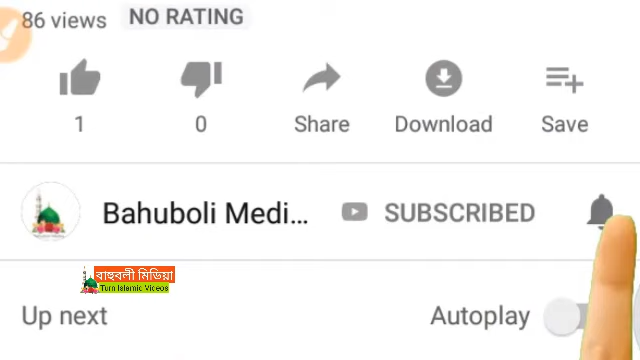 86 views NO RATING
1 0 Share Download Save
Bahuboli Medi... SUBSCRIBED
বাহুবলী মিডিয়া
Turn Islamic Videos
Up next Autoplay